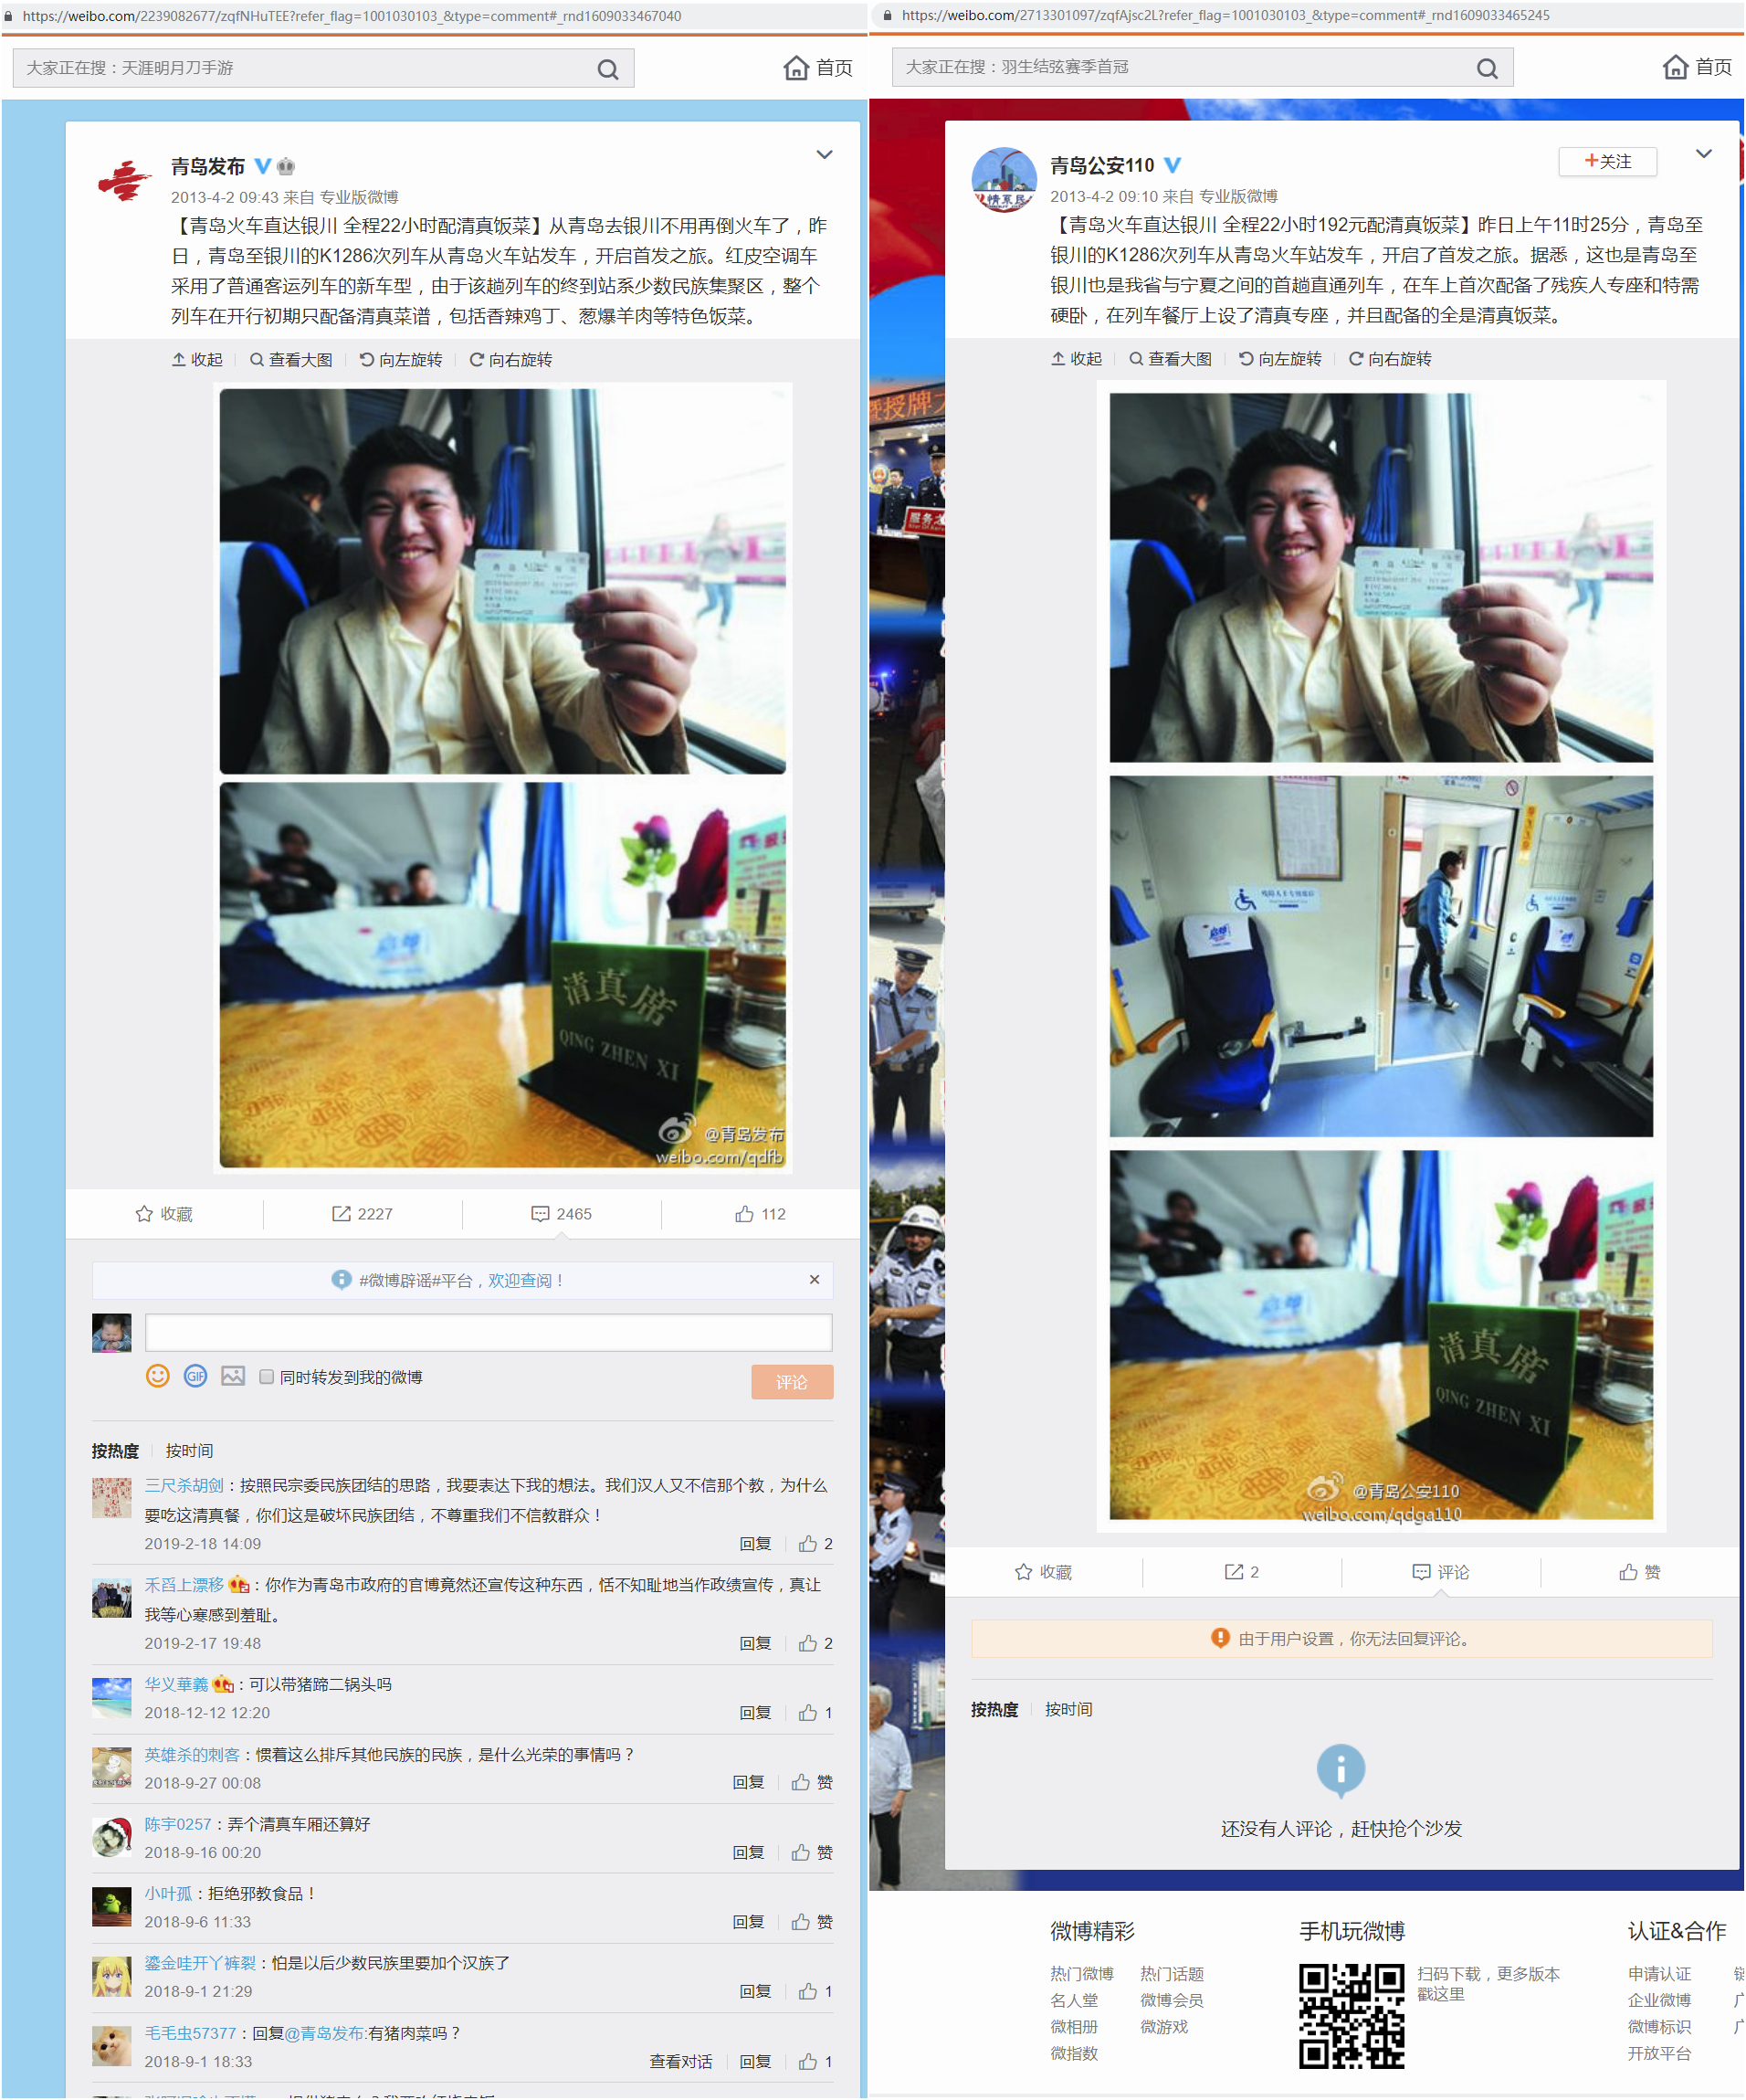 https://weibo.com/2239082677/zqfNHuTEE?refer_flag=1001030103_&type=comment#_rnd1609033467040
大家正在搜：天涯明月刀手游
首页
青岛发布
2013-4-2 09:43 来自 专业版微博
【青岛火车直达银川 全程22小时配清真饭菜】从青岛去银川不用再倒火车了，昨
日，青岛至银川的K1286次列车从青岛火车站发车，开启首发之旅。红皮空调车
采用了普通客运列车的新车型，由于该趟列车的终到站系少数民族集聚区，整个
列车在开行初期只配备清真菜谱，包括香辣鸡丁、葱爆羊肉等特色饭菜。
收起 查看大图 向左旋转 向右旋转
清真席
QING ZHEN XI
@青岛发布
weibo.com/qdfb
收藏 2227 2465 112
#微博辟谣#平台，欢迎查阅！
GIF 同时转发到我的微博
评论
按热度 按时间
三尺杀胡剑：按照民宗委民族团结的思路，我要表达下我的想法。我们汉人又不信那个教，为什么
要吃这清真餐，你们这是破坏民族团结，不尊重我们不信教群众！
2019-2-18 14:09 回复 2
禾舀上漂移：你作为青岛市政府的官博竟然还宣传这种东西，恬不知耻地当作政绩宣传，真让
我等心寒感到羞耻。
2019-2-17 19:48 回复 2
华义華義：可以带猪蹄二锅头吗
2018-12-12 12:20 回复 1
英雄杀的刺客：惯着这么排斥其他民族的民族，是什么光荣的事情吗？
2018-9-27 00:08 回复 赞
陈宇0257：弄个清真车厢还算好
2018-9-16 00:20 回复 赞
小叶孤：拒绝邪教食品！
2018-9-6 11:33 回复 赞
鎏金哇开丫裤裂：怕是以后少数民族里要加个汉族了
2018-9-1 21:29 回复 1
毛毛虫57377：回复@青岛发布:有猪肉菜吗？
2018-9-1 18:33 查看对话 回复 1
https://weibo.com/2713301097/zqfAjsc2L?refer_flag=1001030103_&type=comment#_rnd1609033465245
大家正在搜：羽生结弦赛季首冠
首页
青岛公安110
+关注
2013-4-2 09:10 来自 专业版微博
【青岛火车直达银川 全程22小时192元配清真饭菜】昨日上午11时25分，青岛至
银川的K1286次列车从青岛火车站发车，开启了首发之旅。据悉，这也是青岛至
银川也是我省与宁夏之间的首趟直通列车，在车上首次配备了残疾人专座和特需
硬卧，在列车餐厅上设了清真专座，并且配备的全是清真饭菜。
收起 查看大图 向左旋转 向右旋转
清真席
QING ZHEN XI
@青岛公安110
weibo.com/qdga110
收藏 2 评论 赞
由于用户设置，你无法回复评论。
按热度 按时间
还没有人评论，赶快抢个沙发
微博精彩 手机玩微博 认证&合作
热门微博 热门话题 扫码下载，更多版本 申请认证
名人堂 微博会员 戳这里 企业微博
微相册 微游戏 微博标识
微指数 开放平台